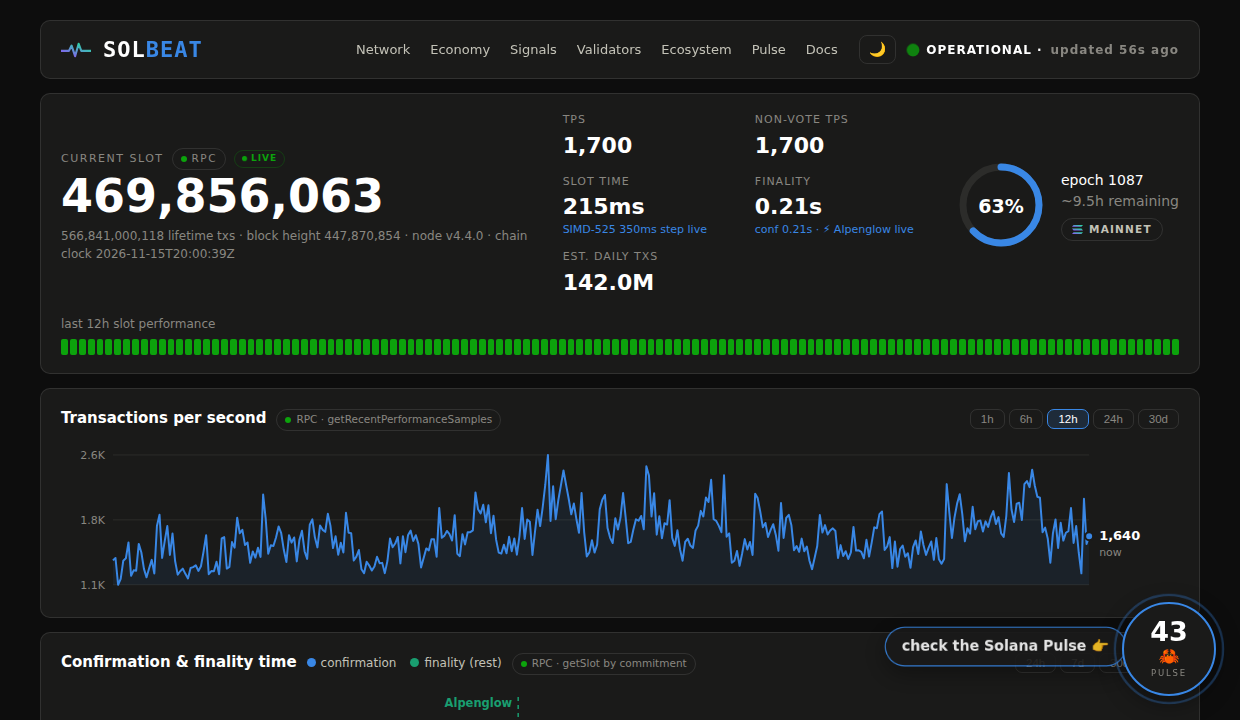 SOLBEAT
Network Economy Signals Validators Ecosystem Pulse Docs
OPERATIONAL · updated 56s ago
CURRENT SLOT RPC LIVE
469,856,063
566,841,000,118 lifetime txs · block height 447,870,854 · node v4.4.0 · chain
clock 2026-11-15T20:00:39Z
TPS
1,700
NON-VOTE TPS
1,700
SLOT TIME
215ms
SIMD-525 350ms step live
FINALITY
0.21s
conf 0.21s · ⚡ Alpenglow live
EST. DAILY TXS
142.0M
63%
epoch 1087
~9.5h remaining
MAINNET
last 12h slot performance
Transactions per second RPC · getRecentPerformanceSamples
1h 6h 12h 24h 30d
2.6K
1.8K
1.1K
1,640
now
Confirmation & finality time confirmation finality (rest) RPC · getSlot by commitment
Alpenglow
check the Solana Pulse 👉
43
PULSE